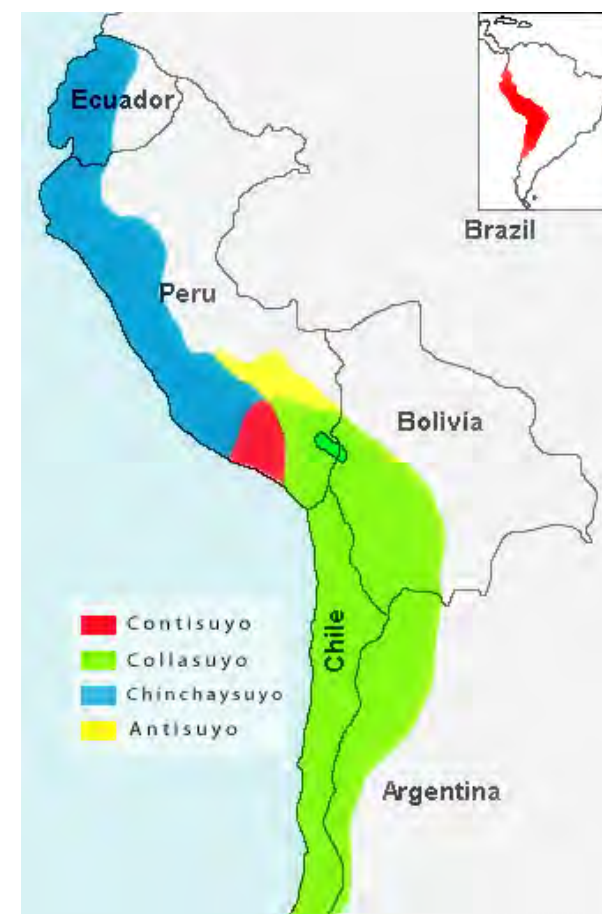 Ecuador
Brazil
Peru
Bolivia
Contisuyo
Collasuyo
Chinchaysuyo
Antisuyo
Chile
Argentina